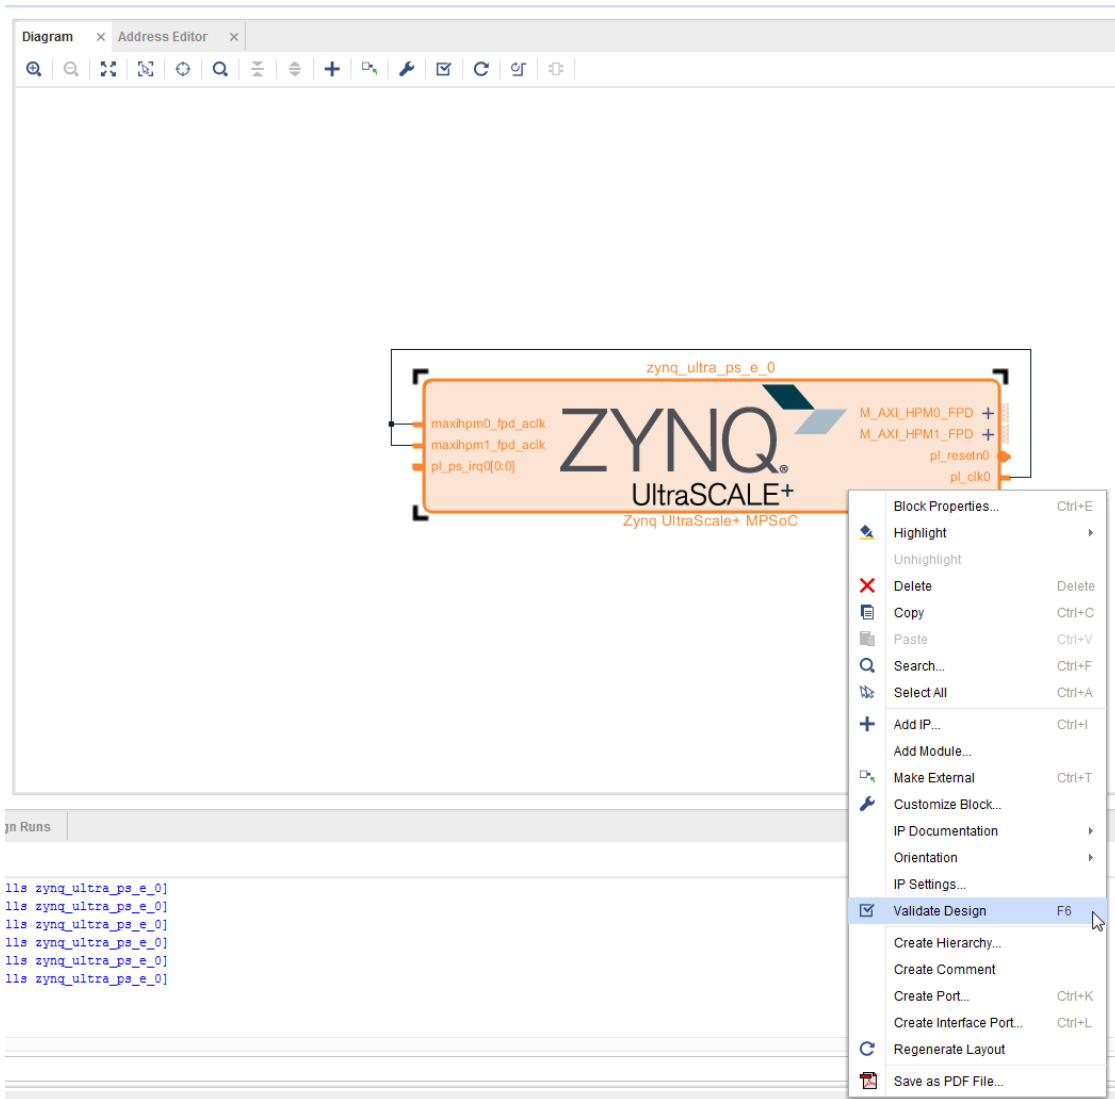 Diagram × Address Editor ×
zynq_ultra_ps_e_0
maxihpm0_fpd_aclk
maxihpm1_fpd_aclk
pl_ps_irq0[0:0]
ZYNQ®
UltraSCALE+
M_AXI_HPM0_FPD
M_AXI_HPM1_FPD
pl_resetn0
pl_clk0
Zynq UltraScale+ MPSoC
Block Properties... Ctrl+E
Highlight
Unhighlight
Delete Delete
Copy Ctrl+C
Paste Ctrl+V
Search... Ctrl+F
Select All Ctrl+A
Add IP... Ctrl+I
Add Module...
Make External Ctrl+T
Customize Block...
IP Documentation
Orientation
IP Settings...
Validate Design F6
Create Hierarchy...
Create Comment
Create Port... Ctrl+K
Create Interface Port... Ctrl+L
Regenerate Layout
Save as PDF File...
gn Runs
lls zynq_ultra_ps_e_0]
lls zynq_ultra_ps_e_0]
lls zynq_ultra_ps_e_0]
lls zynq_ultra_ps_e_0]
lls zynq_ultra_ps_e_0]
lls zynq_ultra_ps_e_0]